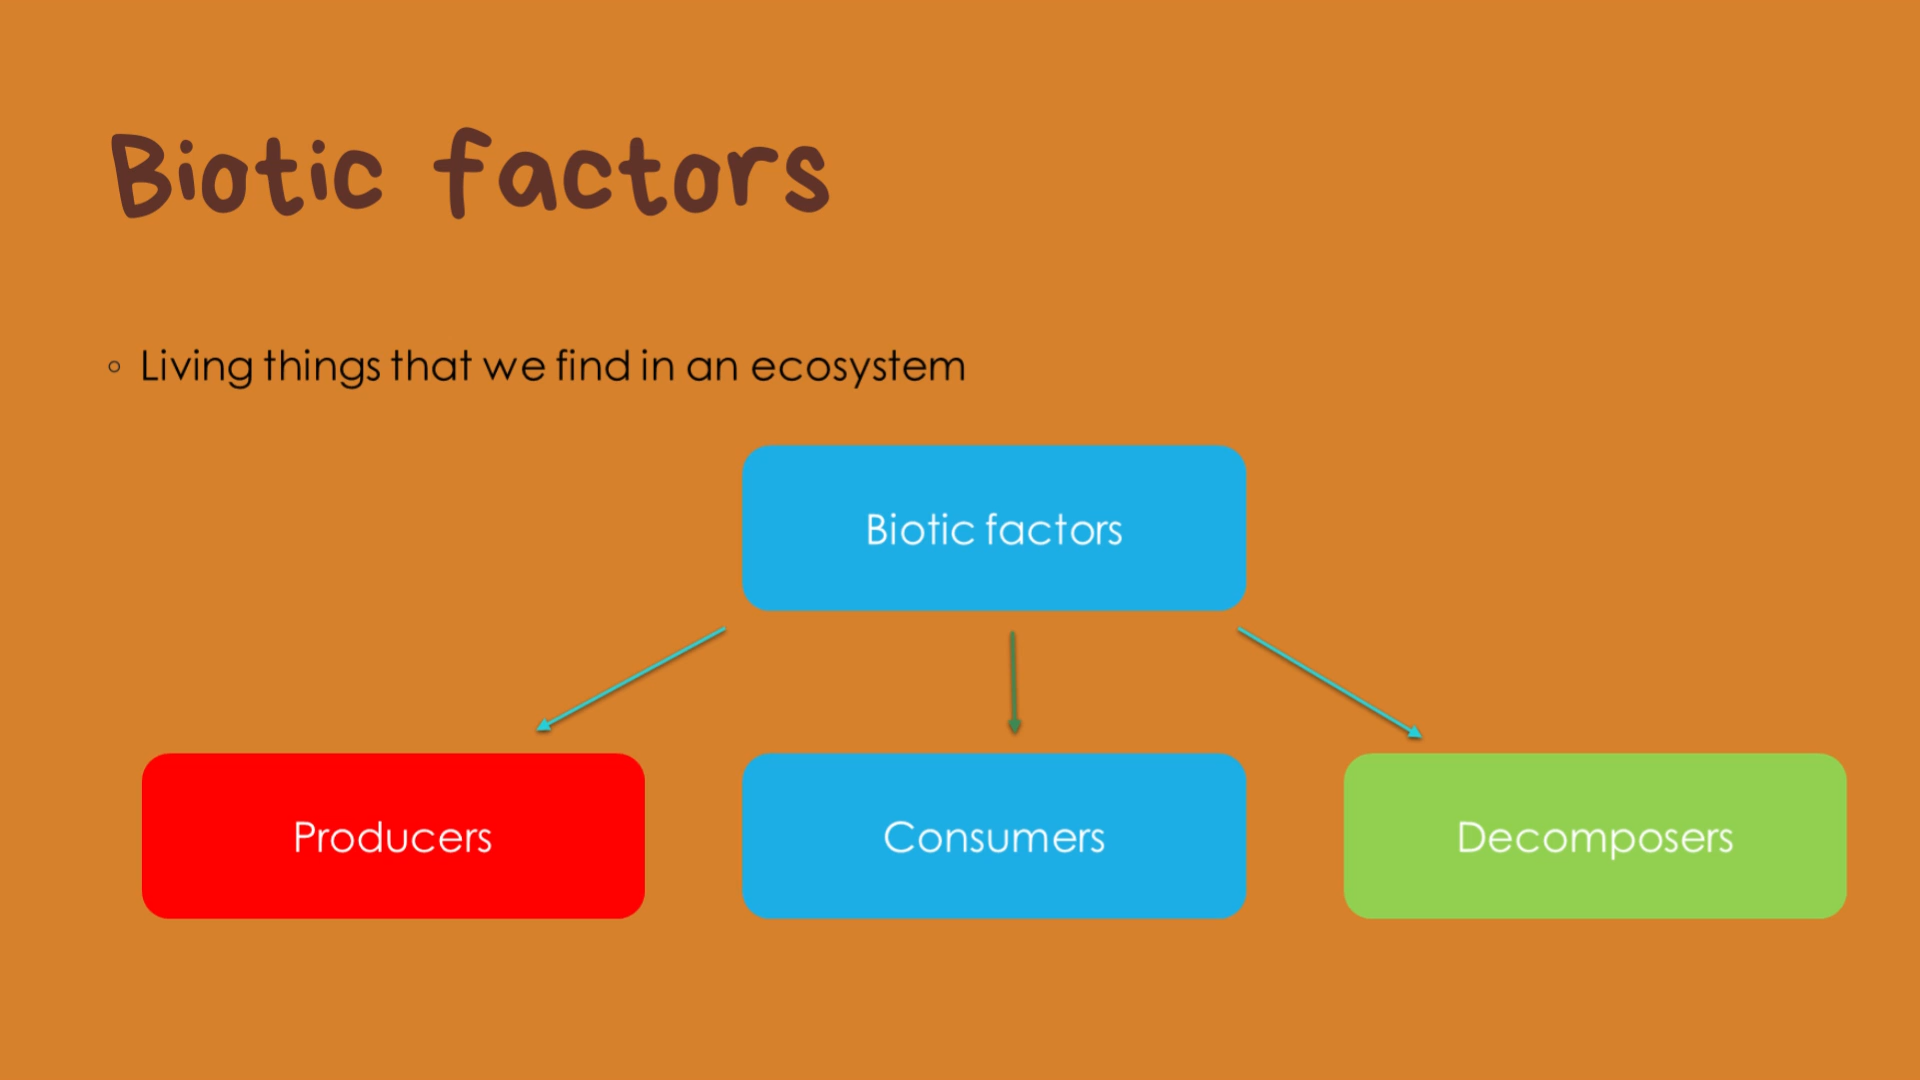 Biotic factors
◦ Living things that we find in an ecosystem
Biotic factors
Producers
Consumers
Decomposers